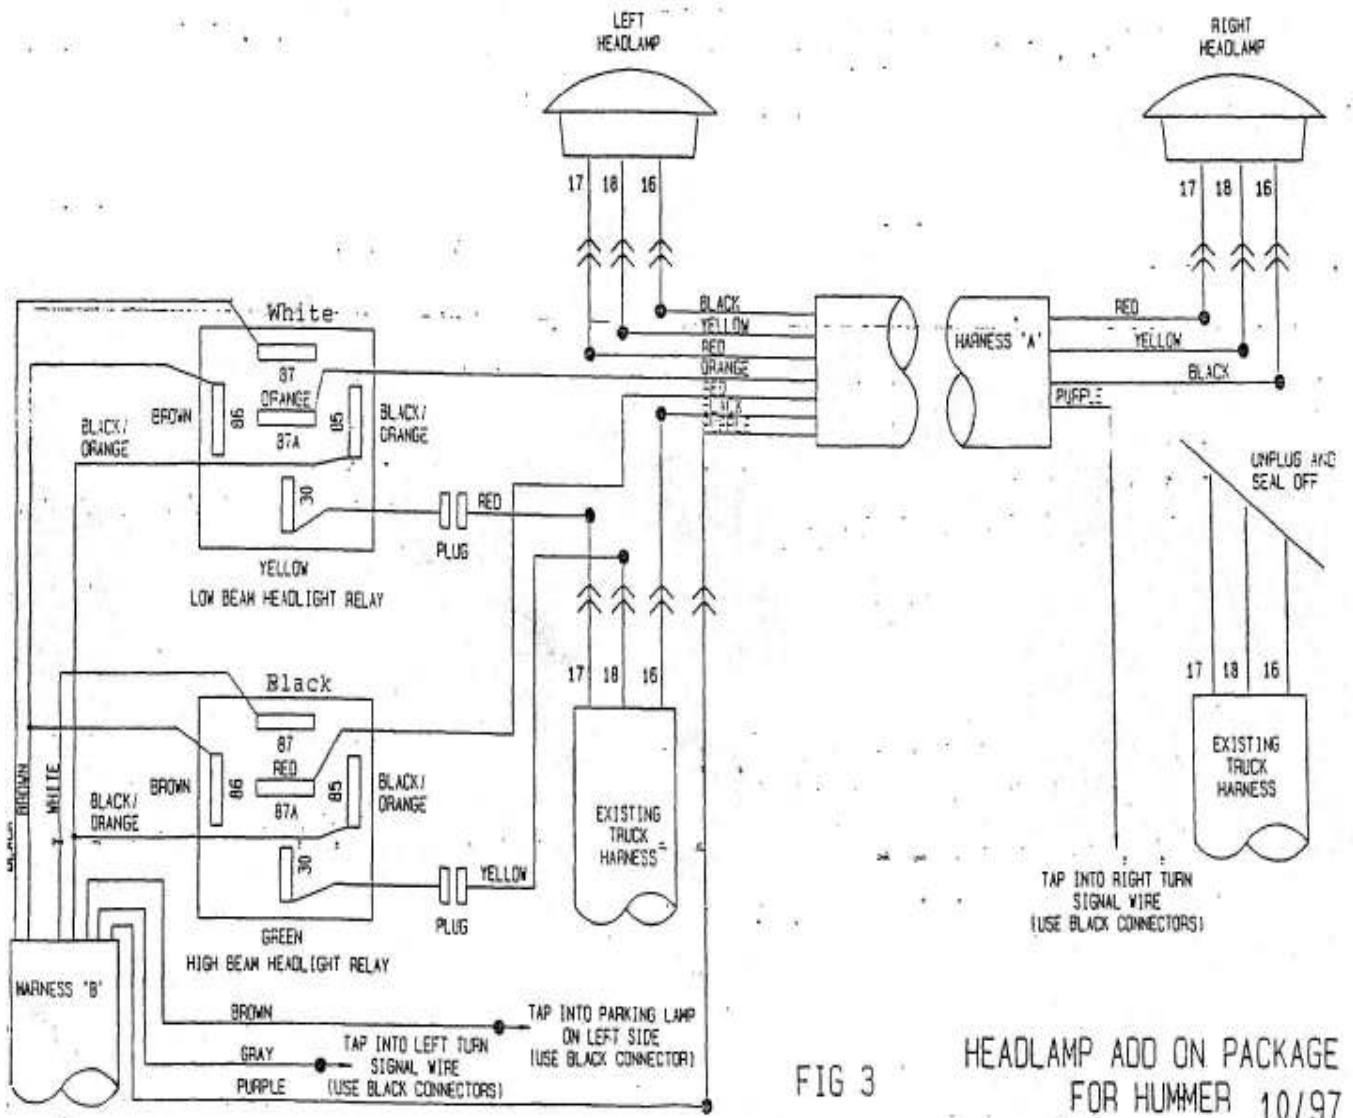 LEFT
HEADLAMP
RIGHT
HEADLAMP
17 18 16
17 18 16
White
87
ORANGE
87A
86
85
30
BROWN
BLACK/
ORANGE
BLACK/
ORANGE
YELLOW
LOW BEAM HEADLIGHT RELAY
RED
PLUG
BLACK
YELLOW
RED
ORANGE
RED
BLACK
HARNESS "A"
RED
YELLOW
BLACK
PURPLE
UNPLUG AND
SEAL OFF
17 18 16
EXISTING
TRUCK
HARNESS
17 18 16
EXISTING
TRUCK
HARNESS
Black
87
RED
87A
86
85
30
BROWN
BLACK/
ORANGE
BLACK/
ORANGE
GREEN
HIGH BEAM HEADLIGHT RELAY
YELLOW
PLUG
BROWN
WHITE
HARNESS "B"
BROWN
TAP INTO PARKING LAMP
ON LEFT SIDE
(USE BLACK CONNECTOR)
GRAY
TAP INTO LEFT TURN
SIGNAL WIRE
(USE BLACK CONNECTORS)
PURPLE
TAP INTO RIGHT TURN
SIGNAL WIRE
(USE BLACK CONNECTORS)
FIG 3
HEADLAMP ADD ON PACKAGE
FOR HUMMER 10/97